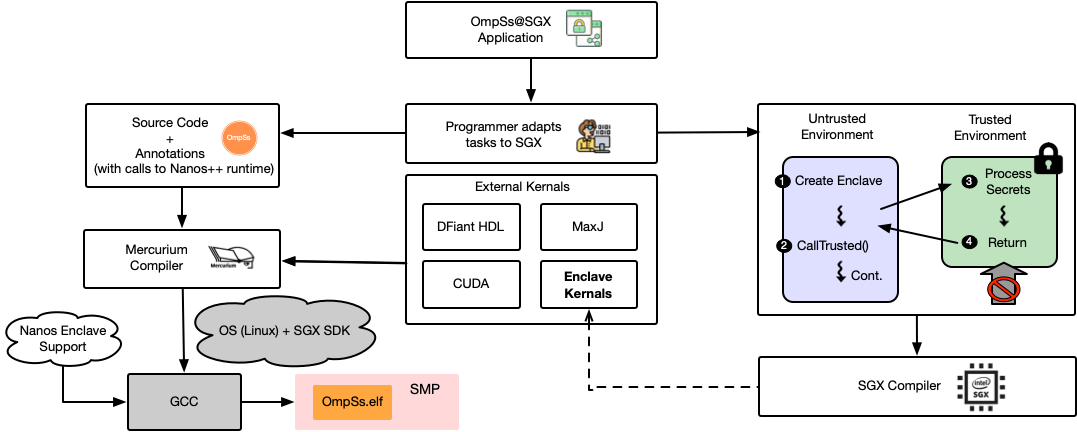 OmpSs@SGX
Application
Source Code
+
Annotations
(with calls to Nanos++ runtime)
OmpSs
Programmer adapts
tasks to SGX
Untrusted
Environment
Trusted
Environment
1 Create Enclave
2 CallTrusted()
Cont.
3 Process
Secrets
4 Return
External Kernals
DFiant HDL
MaxJ
CUDA
Enclave
Kernals
Mercurium
Compiler
Mercurium
Nanos Enclave
Support
OS (Linux) + SGX SDK
GCC
OmpSs.elf
SMP
SGX Compiler
intel
SGX